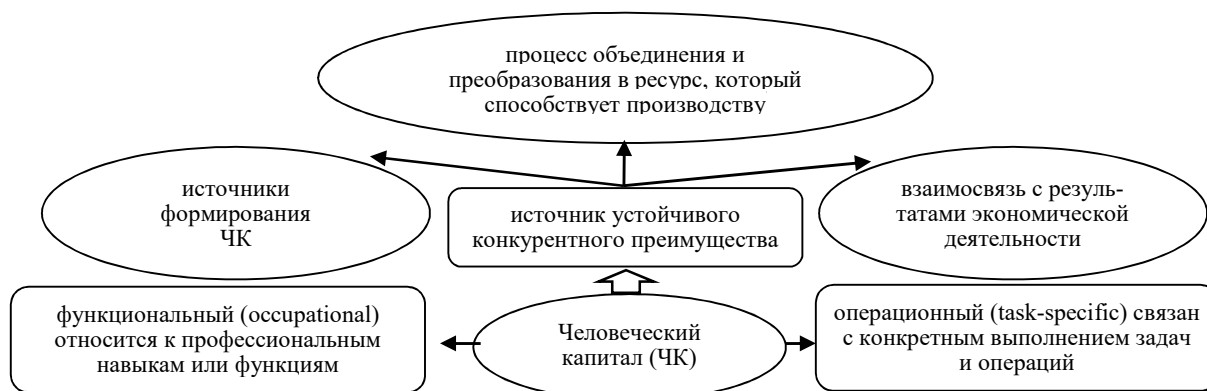 процесс объединения и
преобразования в ресурс, который
способствует производству
источники
формирования
ЧК
источник устойчивого
конкурентного преимущества
взаимосвязь с резуль-
татами экономической
деятельности
функциональный (occupational)
относится к профессиональным
навыкам или функциям
Человеческий
капитал (ЧК)
операционный (task-specific) связан
с конкретным выполнением задач
и операций